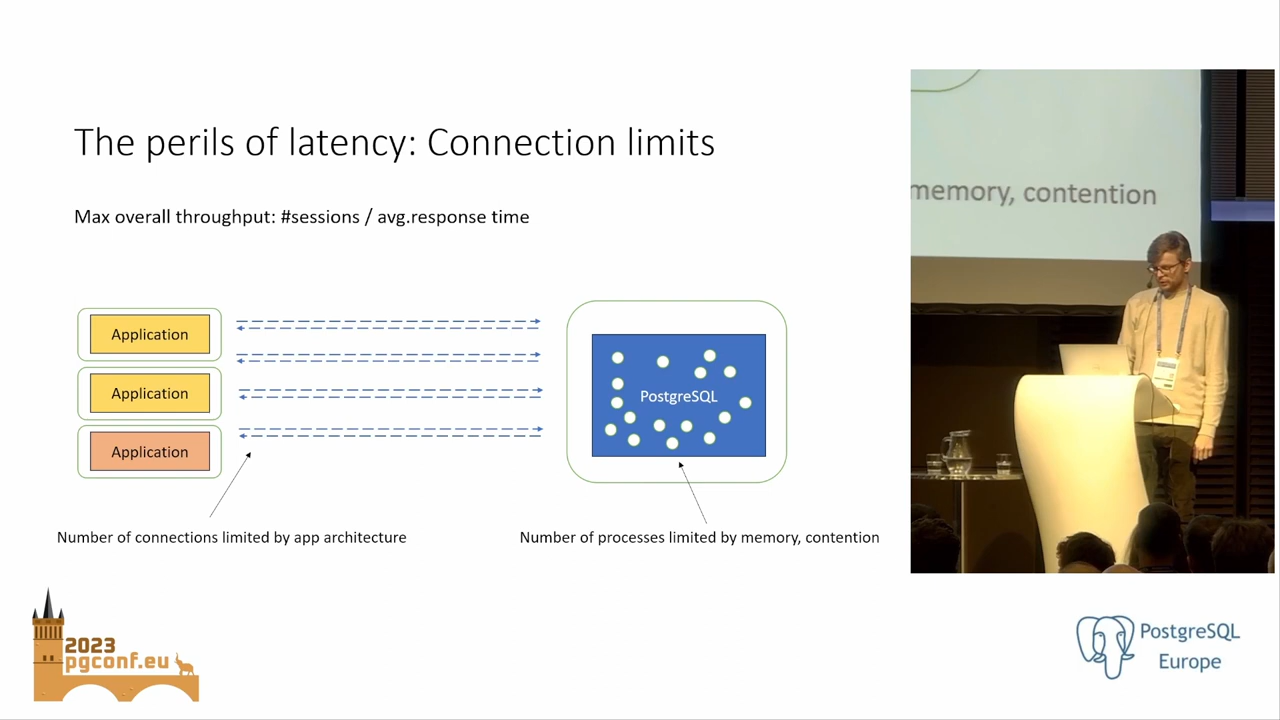 The perils of latency: Connection limits
Max overall throughput: #sessions / avg.response time
Application
Application
Application
PostgreSQL
Number of connections limited by app architecture
Number of processes limited by memory, contention
memory, contention
2023
pgconf.eu
PostgreSQL
Europe